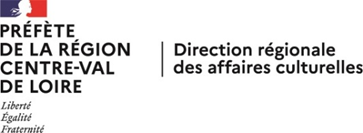 PRÉFÈTE
DE LA RÉGION
CENTRE-VAL
DE LOIRE
Liberté
Égalité
Fraternité
Direction régionale
des affaires culturelles